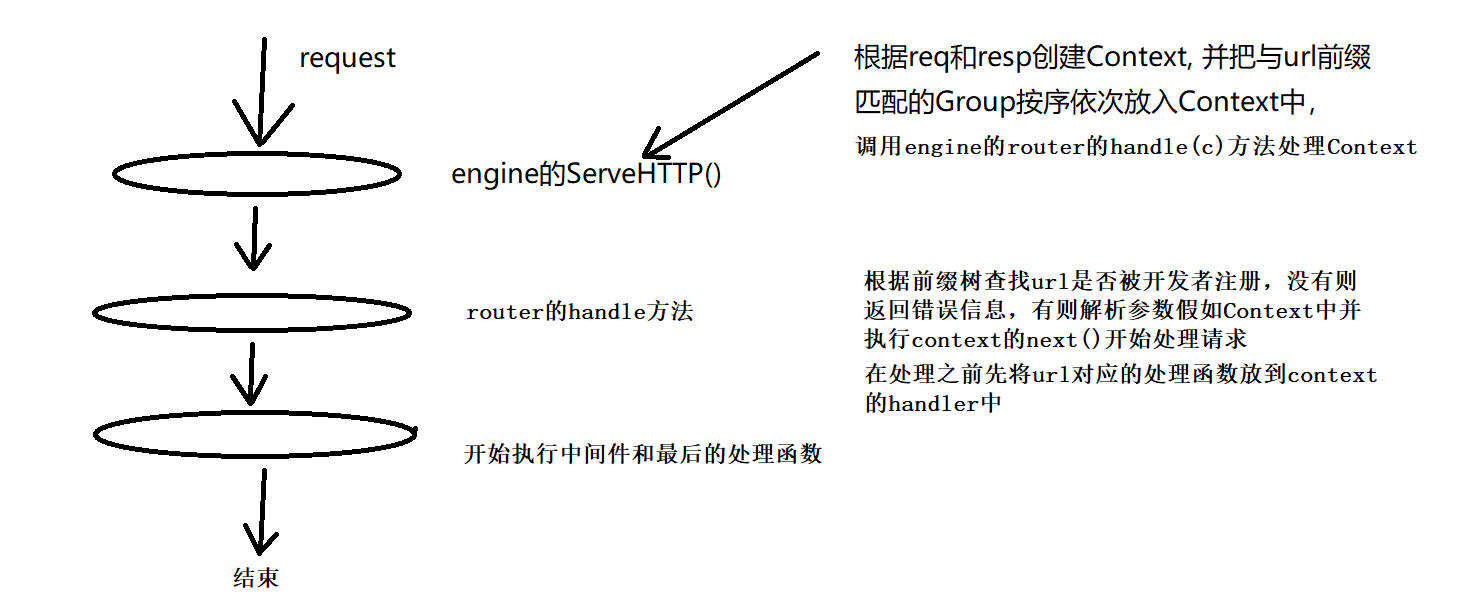 request
根据req和resp创建Context, 并把与url前缀
匹配的Group按序依次放入Context中，
调用engine的router的handle(c)方法处理Context
engine的ServeHTTP()
根据前缀树查找url是否被开发者注册，没有则
返回错误信息，有则解析参数假如Context中并
执行context的next()开始处理请求
在处理之前先将url对应的处理函数放到context
的handler中
router的handle方法
开始执行中间件和最后的处理函数
结束